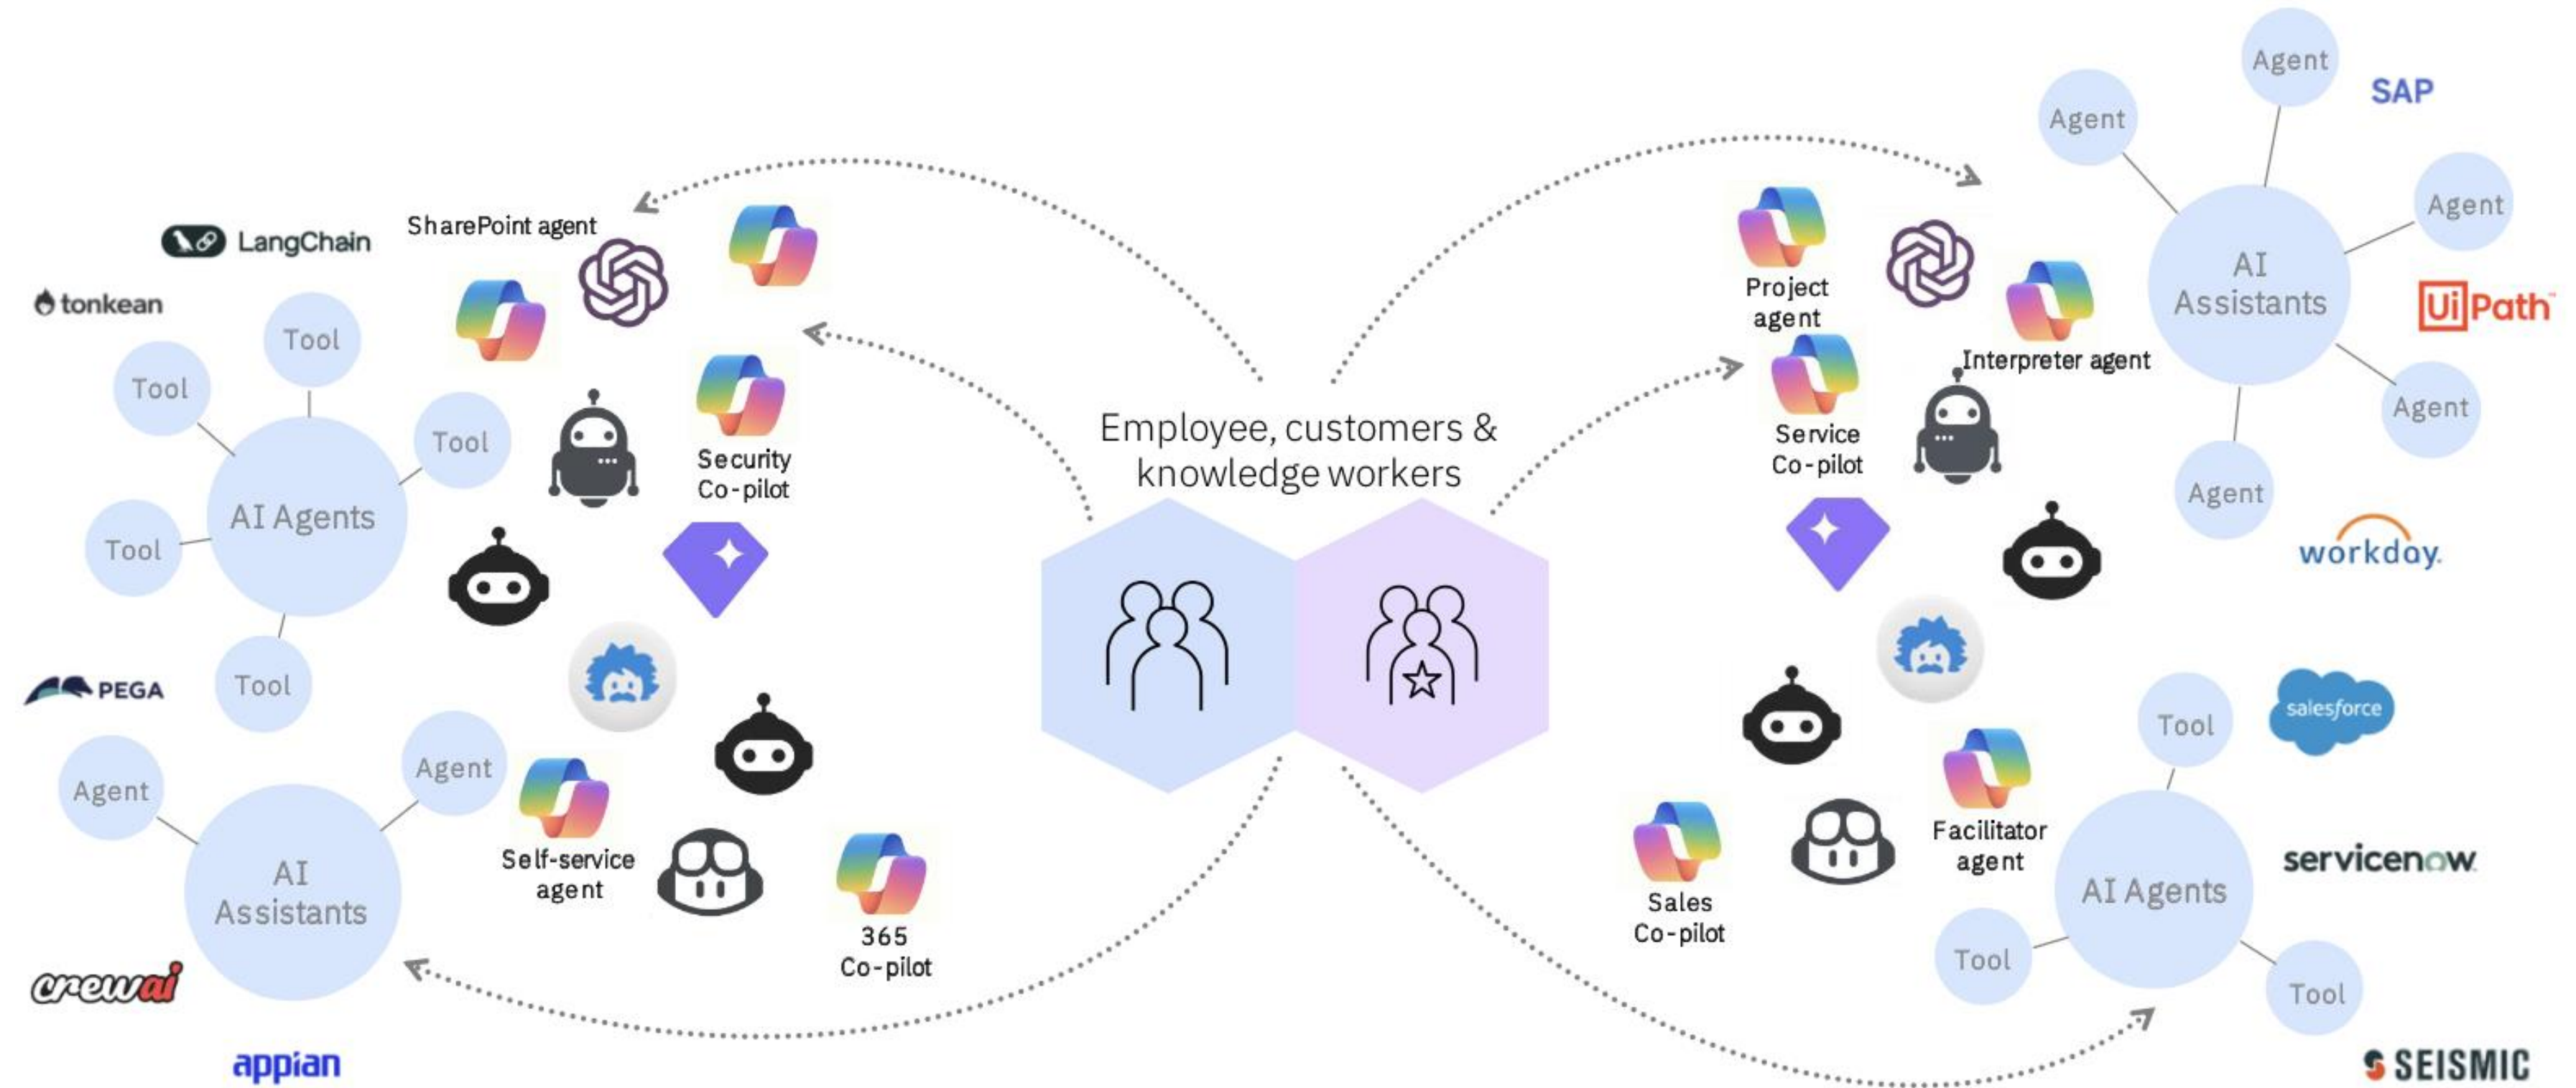 LangChain
SharePoint agent
tonkean
Tool
Tool
Tool
AI Agents
Tool
Tool
Security
Co-pilot
PEGA
Agent
Agent
AI
Assistants
Self-service
agent
365
Co-pilot
crewai
appian
Employee, customers &
knowledge workers
Project
agent
Interpreter agent
Service
Co-pilot
Agent
Agent
SAP
Agent
AI
Assistants
UiPath™
Agent
Agent
workday.
Facilitator
agent
Sales
Co-pilot
Tool
salesforce
AI Agents
servicenow
Tool
Tool
SEISMIC